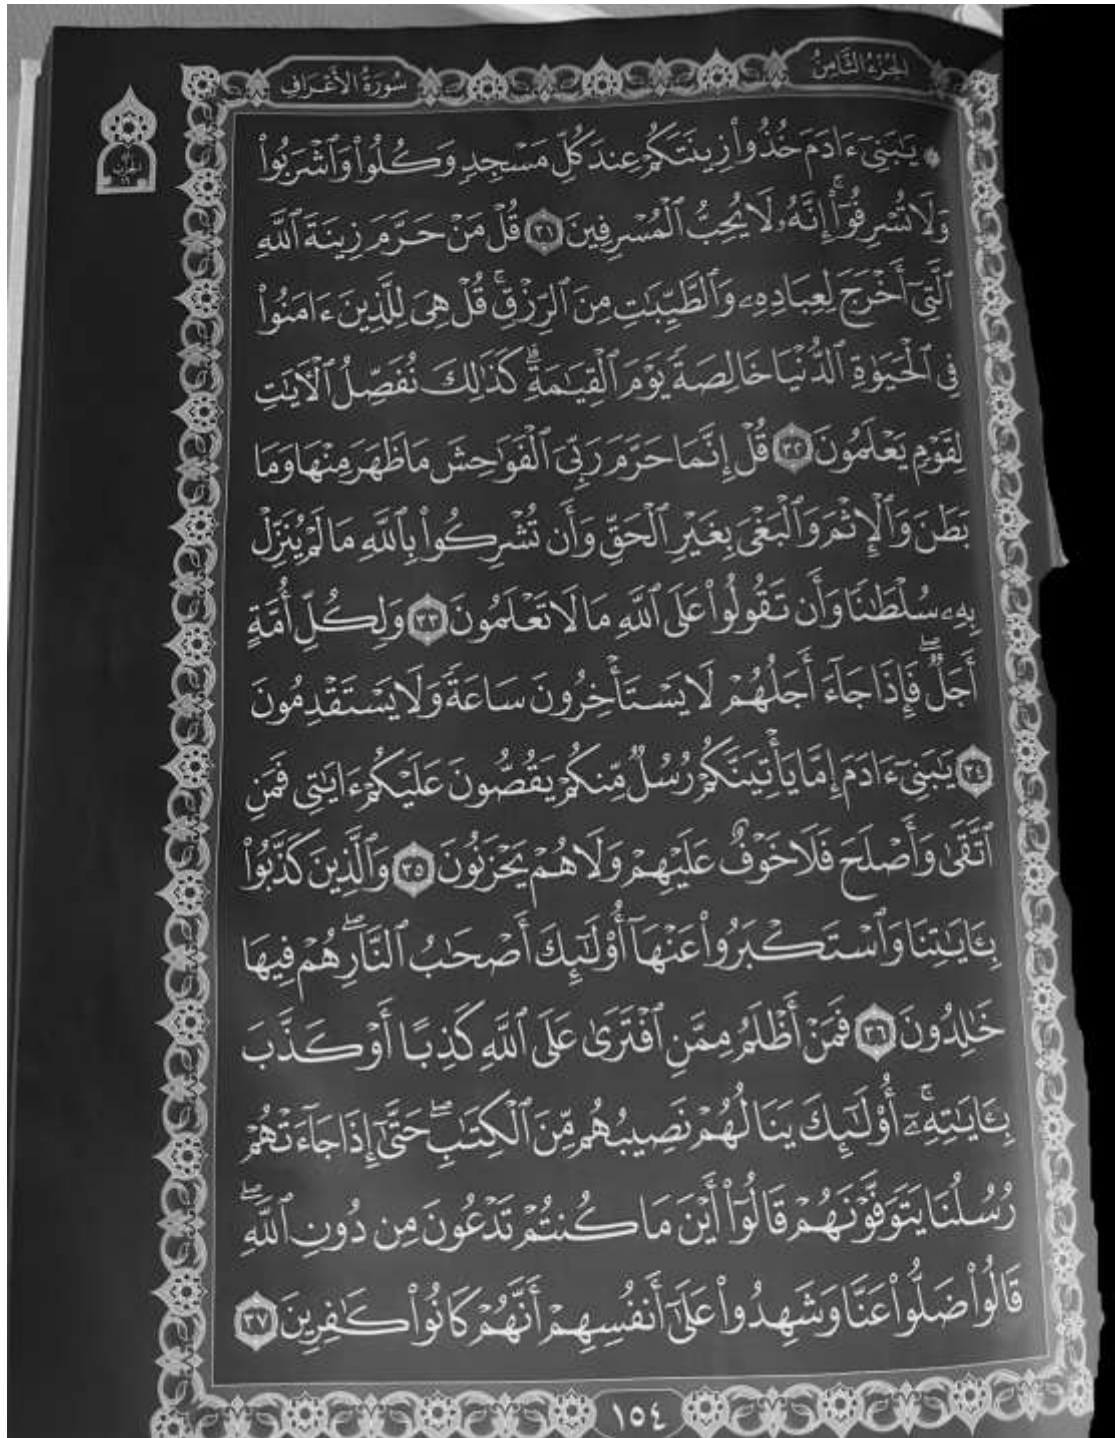 الجزء الثامن
سورة الأعراف
۞ يَٰبَنِىٓ ءَادَمَ خُذُوا۟ زِينَتَكُمْ عِندَ كُلِّ مَسْجِدٍ وَكُلُوا۟ وَٱشْرَبُوا۟
وَلَا تُسْرِفُوٓا۟ ۚ إِنَّهُۥ لَا يُحِبُّ ٱلْمُسْرِفِينَ ٣١ قُلْ مَنْ حَرَّمَ زِينَةَ ٱللَّهِ
ٱلَّتِىٓ أَخْرَجَ لِعِبَادِهِۦ وَٱلطَّيِّبَٰتِ مِنَ ٱلرِّزْقِ ۚ قُلْ هِىَ لِلَّذِينَ ءَامَنُوا۟
فِى ٱلْحَيَوٰةِ ٱلدُّنْيَا خَالِصَةً يَوْمَ ٱلْقِيَٰمَةِ ۗ كَذَٰلِكَ نُفَصِّلُ ٱلْءَايَٰتِ
لِقَوْمٍ يَعْلَمُونَ ٣٢ قُلْ إِنَّمَا حَرَّمَ رَبِّىَ ٱلْفَوَٰحِشَ مَا ظَهَرَ مِنْهَا وَمَا
بَطَنَ وَٱلْإِثْمَ وَٱلْبَغْىَ بِغَيْرِ ٱلْحَقِّ وَأَن تُشْرِكُوا۟ بِٱللَّهِ مَا لَمْ يُنَزِّلْ
بِهِۦ سُلْطَٰنًا وَأَن تَقُولُوا۟ عَلَى ٱللَّهِ مَا لَا تَعْلَمُونَ ٣٣ وَلِكُلِّ أُمَّةٍ
أَجَلٌ ۖ فَإِذَا جَآءَ أَجَلُهُمْ لَا يَسْتَأْخِرُونَ سَاعَةً وَلَا يَسْتَقْدِمُونَ
٣٤ يَٰبَنِىٓ ءَادَمَ إِمَّا يَأْتِيَنَّكُمْ رُسُلٌ مِّنكُمْ يَقُصُّونَ عَلَيْكُمْ ءَايَٰتِى فَمَنِ
ٱتَّقَىٰ وَأَصْلَحَ فَلَا خَوْفٌ عَلَيْهِمْ وَلَا هُمْ يَحْزَنُونَ ٣٥ وَٱلَّذِينَ كَذَّبُوا۟
بِـَٔايَٰتِنَا وَٱسْتَكْبَرُوا۟ عَنْهَآ أُو۟لَٰٓئِكَ أَصْحَٰبُ ٱلنَّارِ ۖ هُمْ فِيهَا
خَٰلِدُونَ ٣٦ فَمَنْ أَظْلَمُ مِمَّنِ ٱفْتَرَىٰ عَلَى ٱللَّهِ كَذِبًا أَوْ كَذَّبَ
بِـَٔايَٰتِهِۦٓ ۚ أُو۟لَٰٓئِكَ يَنَالُهُمْ نَصِيبُهُم مِّنَ ٱلْكِتَٰبِ ۖ حَتَّىٰٓ إِذَا جَآءَتْهُمْ
رُسُلُنَا يَتَوَفَّوْنَهُمْ قَالُوٓا۟ أَيْنَ مَا كُنتُمْ تَدْعُونَ مِن دُونِ ٱللَّهِ ۖ
قَالُوا۟ ضَلُّوا۟ عَنَّا وَشَهِدُوا۟ عَلَىٰٓ أَنفُسِهِمْ أَنَّهُمْ كَانُوا۟ كَٰفِرِينَ ٣٧
١٥٤